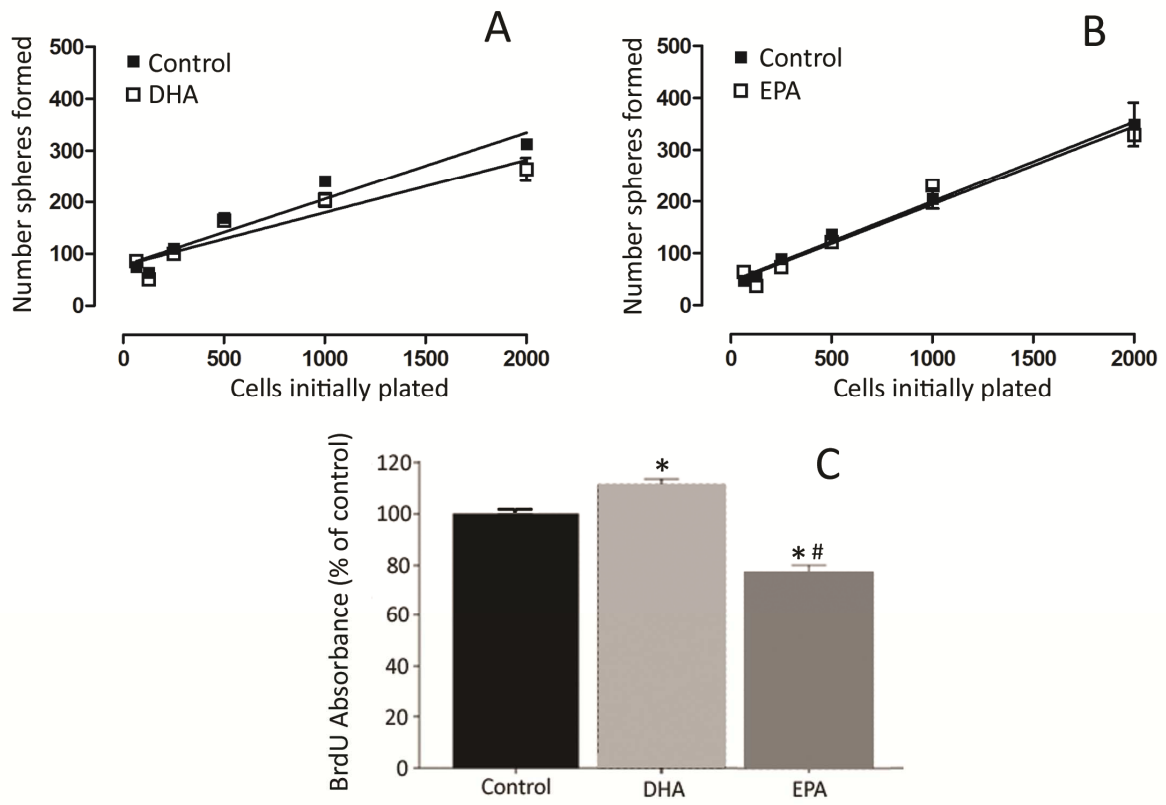 A
Number spheres formed
500
400
300
200
100
0
Control
DHA
0 500 1000 1500 2000
Cells initially plated
B
Number spheres formed
500
400
300
200
100
0
Control
EPA
0 500 1000 1500 2000
Cells initially plated
C
BrdU Absorbance (% of control)
120
100
80
60
40
20
0
*
* #
Control DHA EPA